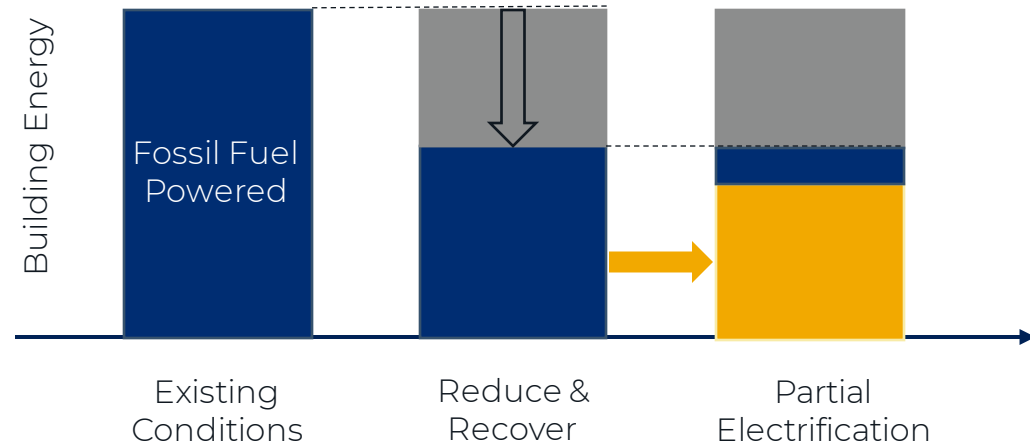 Building Energy
Fossil Fuel
Powered
Existing
Conditions
Reduce &
Recover
Partial
Electrification